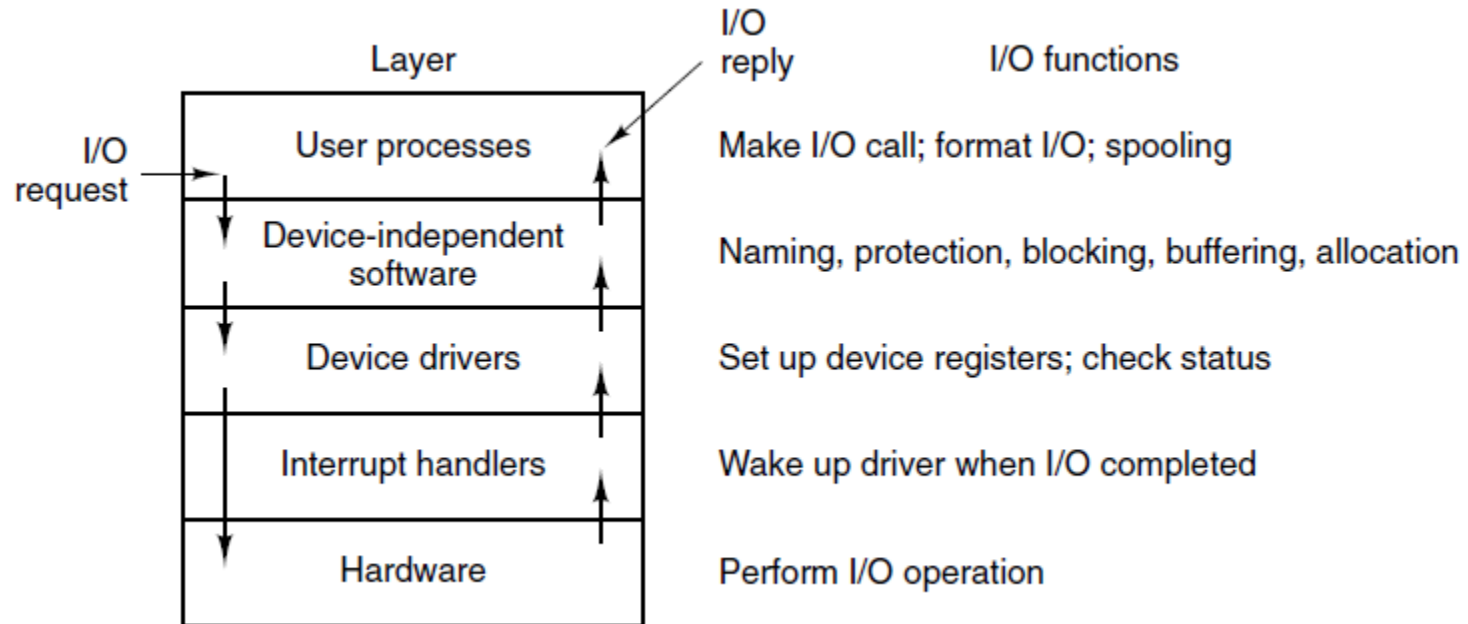 I/O
reply
Layer
I/O functions
User processes
Make I/O call; format I/O; spooling
I/O
request
Device-independent
software
Naming, protection, blocking, buffering, allocation
Device drivers
Set up device registers; check status
Interrupt handlers
Wake up driver when I/O completed
Hardware
Perform I/O operation